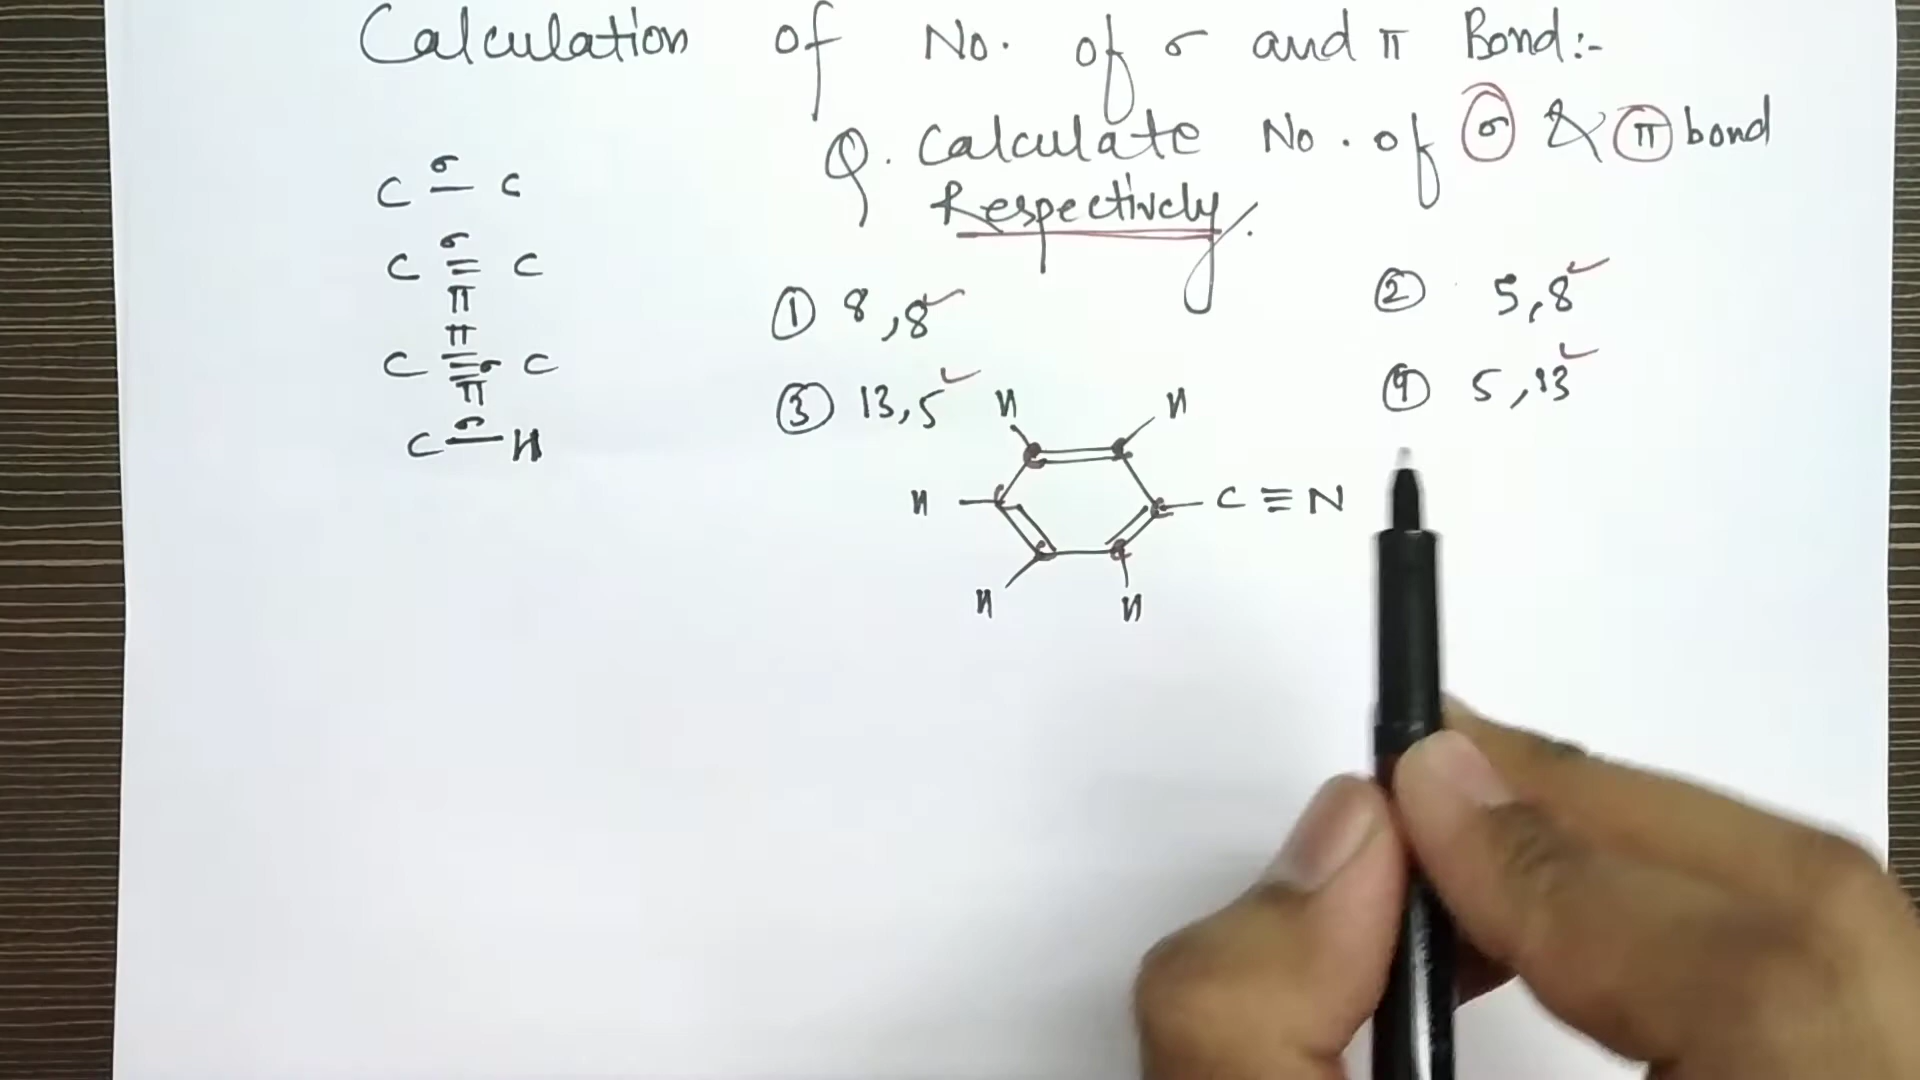 Calculation of No. of σ and π Bond:-
Q. Calculate No. of σ & π bond
Respectively.
C σ — C
C σ = π C
C π ≡ σ π C
C σ — H
① 8,8 ✓
② 5,8 ✓
③ 13,5 ✓
④ 5,13 ✓
H H
H C ≡ N
H H